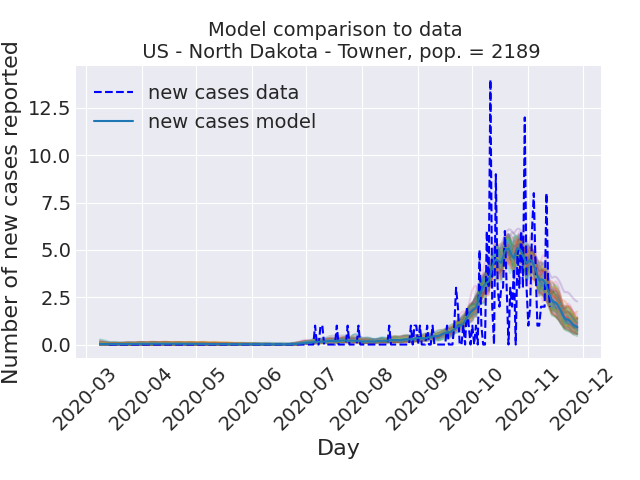 Model comparison to data
US - North Dakota - Towner, pop. = 2189
new cases data
new cases model
Number of new cases reported
12.5
10.0
7.5
5.0
2.5
0.0
2020-03
2020-04
2020-05
2020-06
2020-07
2020-08
2020-09
2020-10
2020-11
2020-12
Day